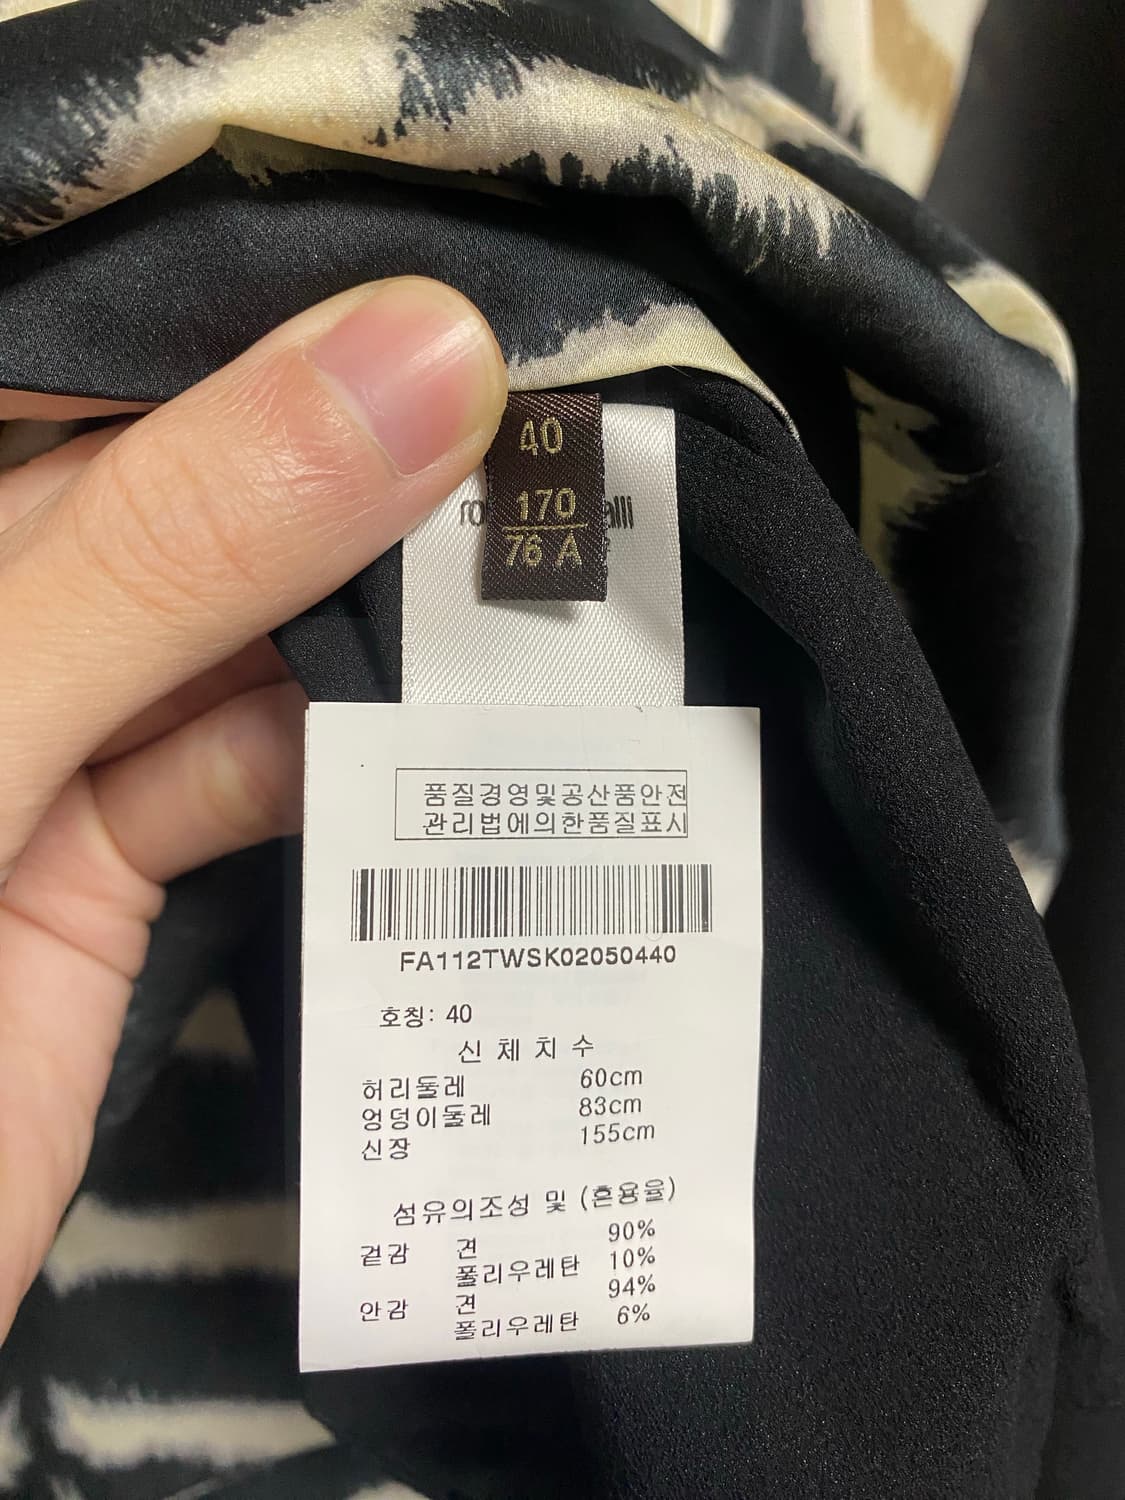 40
170
76 A
품질경영및공산품안전
관리법에의한품질표시
FA112TWSK02050440
호칭: 40
신 체 치 수
허리둘레 60cm
엉덩이둘레 83cm
신장 155cm
섬유의조성 및 (혼용율)
겉감 견 90%
폴리우레탄 10%
안감 견 94%
폴리우레탄 6%